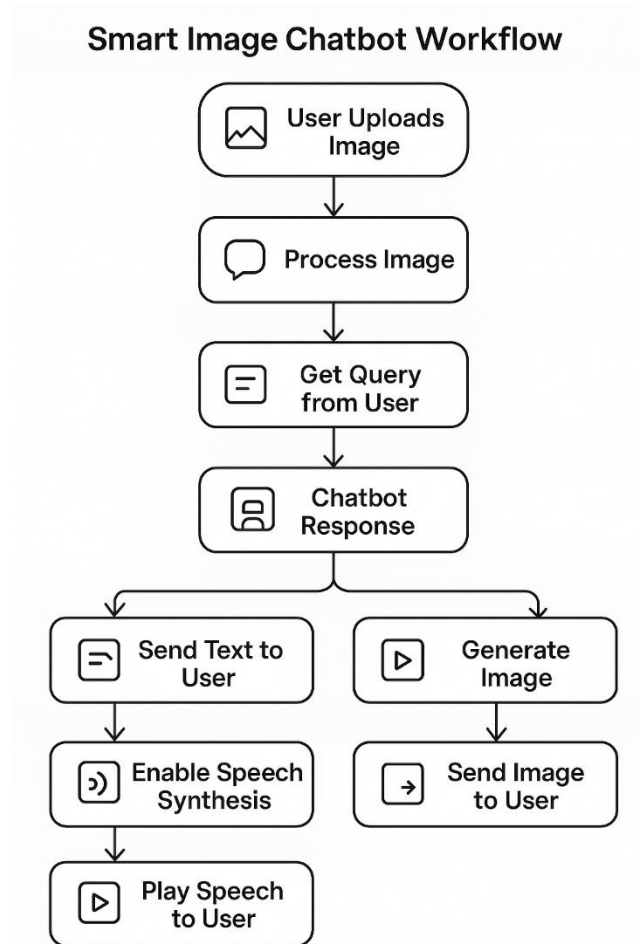 Smart Image Chatbot Workflow
User Uploads
Image
Process Image
Get Query
from User
Chatbot
Response
Send Text to
User
Enable Speech
Synthesis
Play Speech
to User
Generate
Image
Send Image
to User